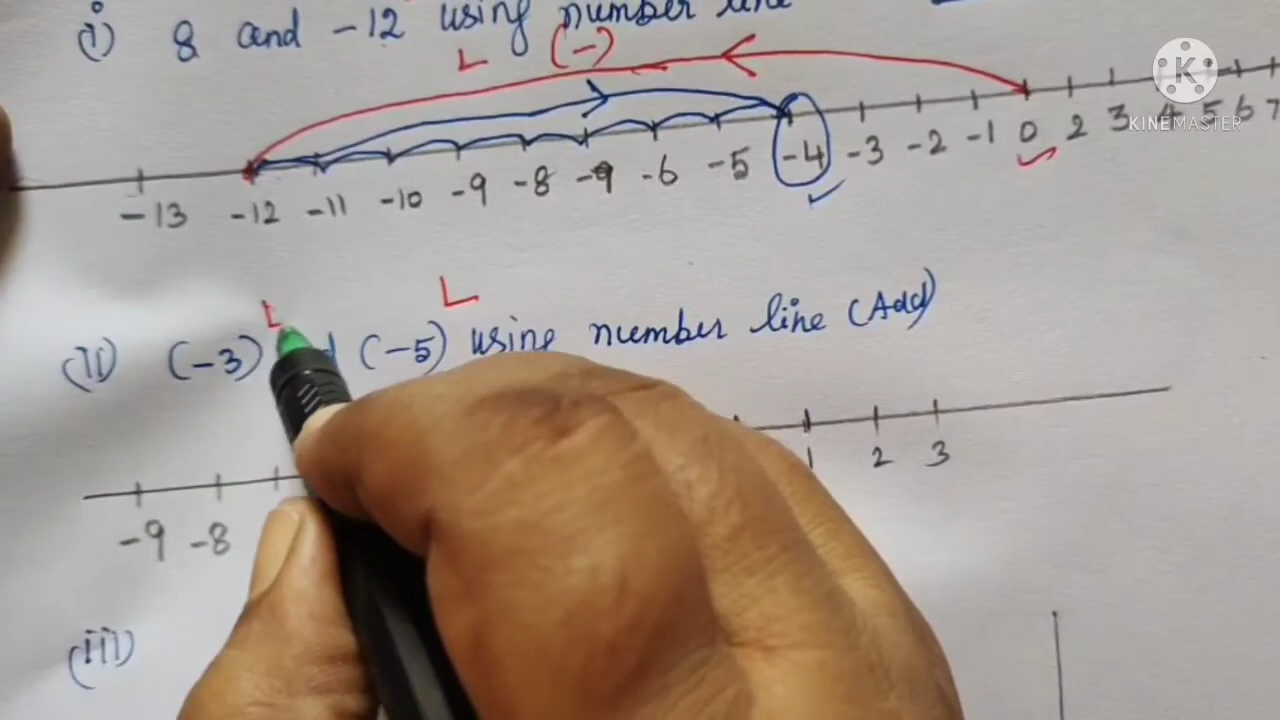 i) 8 and -12 using number line
L (-)
-13 -12 -11 -10 -9 -8 -9 -6 -5 -4 -3 -2 -1 0 2 3 4 5 6 7
K
KINEMASTER
L L
(ii) (-3) (-5) using number line (Add)
-9 -8 1 2 3
(iii)